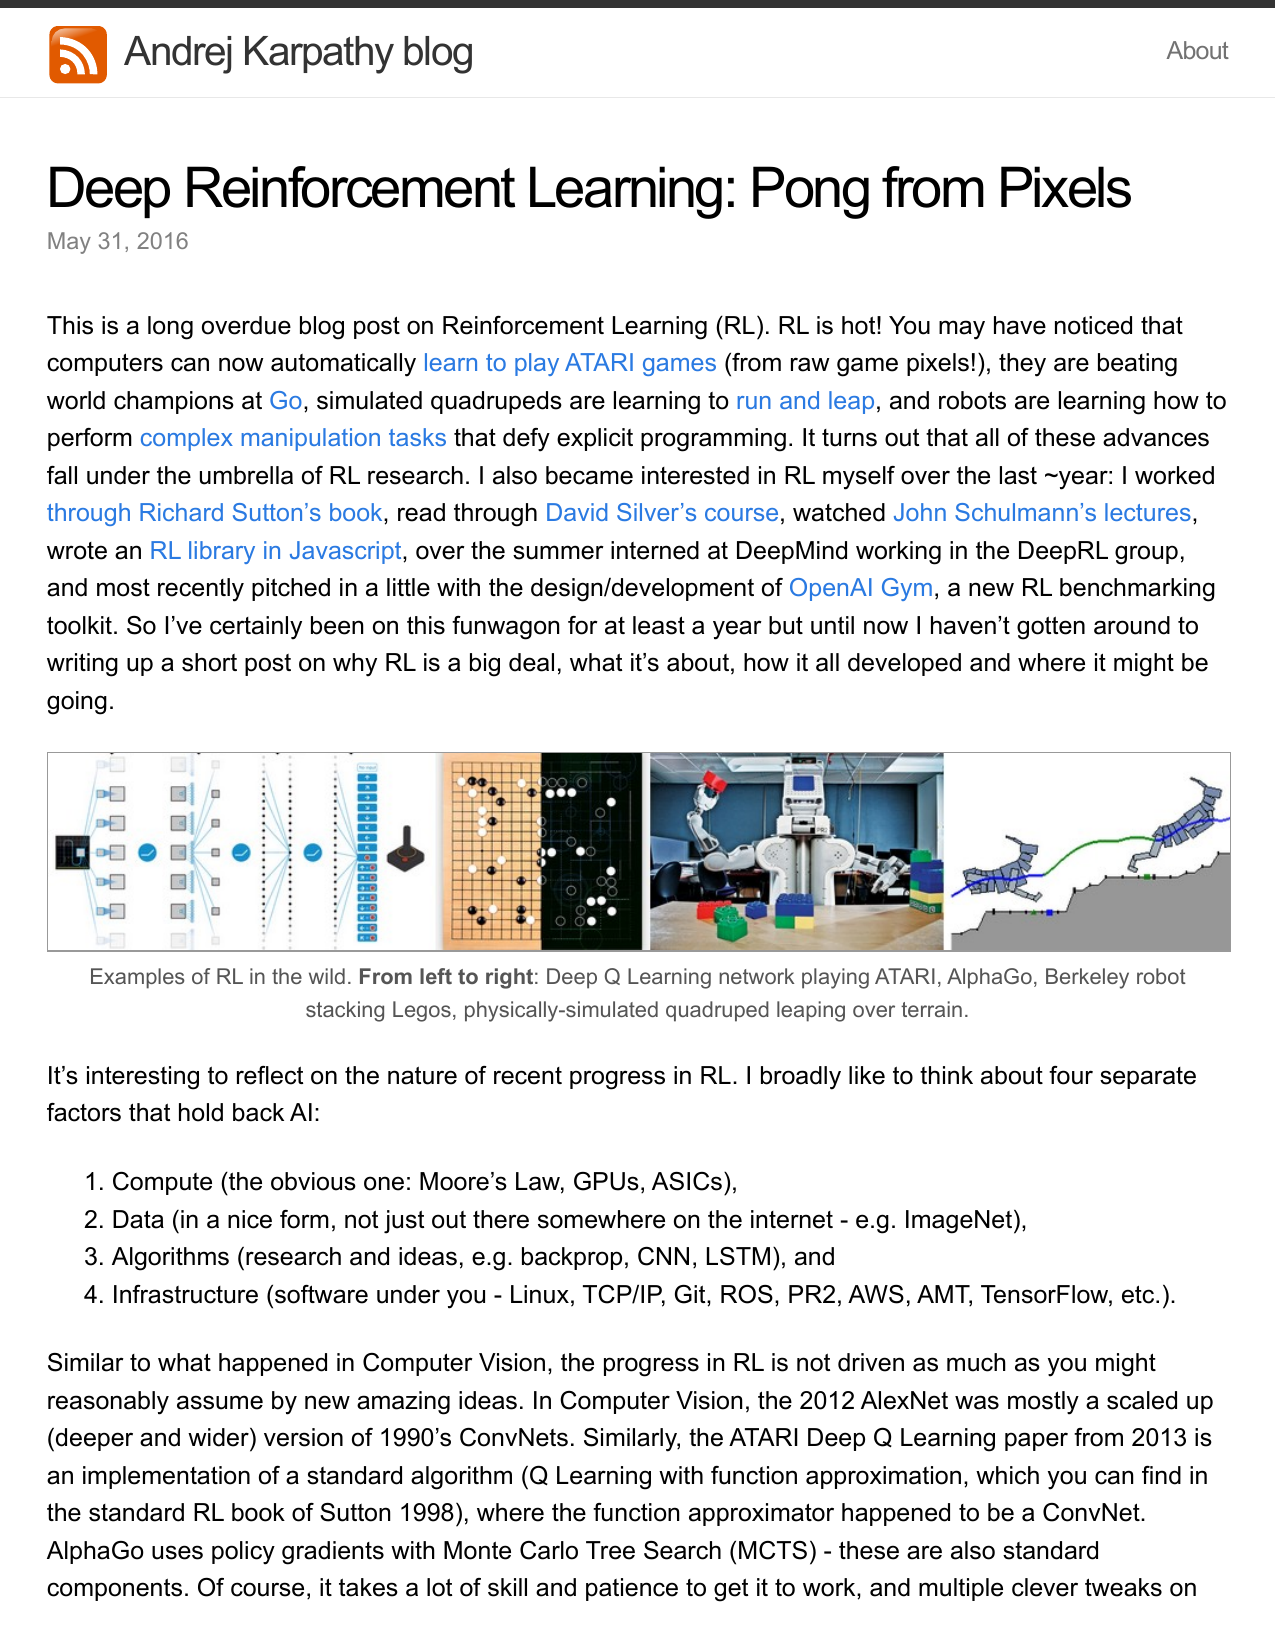 Andrej Karpathy blog
About
Deep Reinforcement Learning: Pong from Pixels
May 31, 2016
This is a long overdue blog post on Reinforcement Learning (RL). RL is hot! You may have noticed that
computers can now automatically learn to play ATARI games (from raw game pixels!), they are beating
world champions at Go, simulated quadrupeds are learning to run and leap, and robots are learning how to
perform complex manipulation tasks that defy explicit programming. It turns out that all of these advances
fall under the umbrella of RL research. I also became interested in RL myself over the last ~year: I worked
through Richard Sutton’s book, read through David Silver’s course, watched John Schulmann’s lectures,
wrote an RL library in Javascript, over the summer interned at DeepMind working in the DeepRL group,
and most recently pitched in a little with the design/development of OpenAI Gym, a new RL benchmarking
toolkit. So I’ve certainly been on this funwagon for at least a year but until now I haven’t gotten around to
writing up a short post on why RL is a big deal, what it’s about, how it all developed and where it might be
going.
Examples of RL in the wild. From left to right: Deep Q Learning network playing ATARI, AlphaGo, Berkeley robot
stacking Legos, physically-simulated quadruped leaping over terrain.
It’s interesting to reflect on the nature of recent progress in RL. I broadly like to think about four separate
factors that hold back AI:
1. Compute (the obvious one: Moore’s Law, GPUs, ASICs),
2. Data (in a nice form, not just out there somewhere on the internet - e.g. ImageNet),
3. Algorithms (research and ideas, e.g. backprop, CNN, LSTM), and
4. Infrastructure (software under you - Linux, TCP/IP, Git, ROS, PR2, AWS, AMT, TensorFlow, etc.).
Similar to what happened in Computer Vision, the progress in RL is not driven as much as you might
reasonably assume by new amazing ideas. In Computer Vision, the 2012 AlexNet was mostly a scaled up
(deeper and wider) version of 1990’s ConvNets. Similarly, the ATARI Deep Q Learning paper from 2013 is
an implementation of a standard algorithm (Q Learning with function approximation, which you can find in
the standard RL book of Sutton 1998), where the function approximator happened to be a ConvNet.
AlphaGo uses policy gradients with Monte Carlo Tree Search (MCTS) - these are also standard
components. Of course, it takes a lot of skill and patience to get it to work, and multiple clever tweaks on